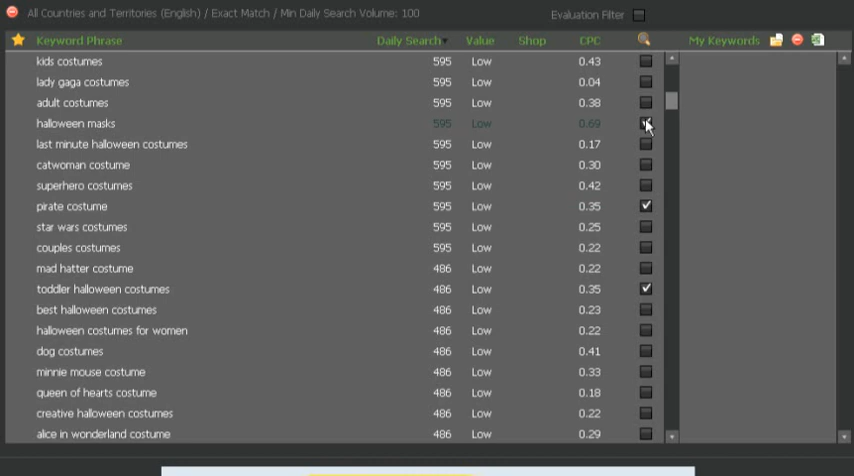 All Countries and Territories (English) / Exact Match / Min Daily Search Volume: 100 Evaluation Filter
Keyword Phrase Daily Search Value Shop CPC My Keywords
kids costumes 595 Low 0.43
lady gaga costumes 595 Low 0.04
adult costumes 595 Low 0.38
halloween masks 595 Low 0.69
last minute halloween costumes 595 Low 0.17
catwoman costume 595 Low 0.30
superhero costumes 595 Low 0.42
pirate costume 595 Low 0.35
star wars costumes 595 Low 0.25
couples costumes 595 Low 0.22
mad hatter costume 486 Low 0.22
toddler halloween costumes 486 Low 0.35
best halloween costumes 486 Low 0.23
halloween costumes for women 486 Low 0.22
dog costumes 486 Low 0.41
minnie mouse costume 486 Low 0.33
queen of hearts costume 486 Low 0.18
creative halloween costumes 486 Low 0.22
alice in wonderland costume 486 Low 0.29